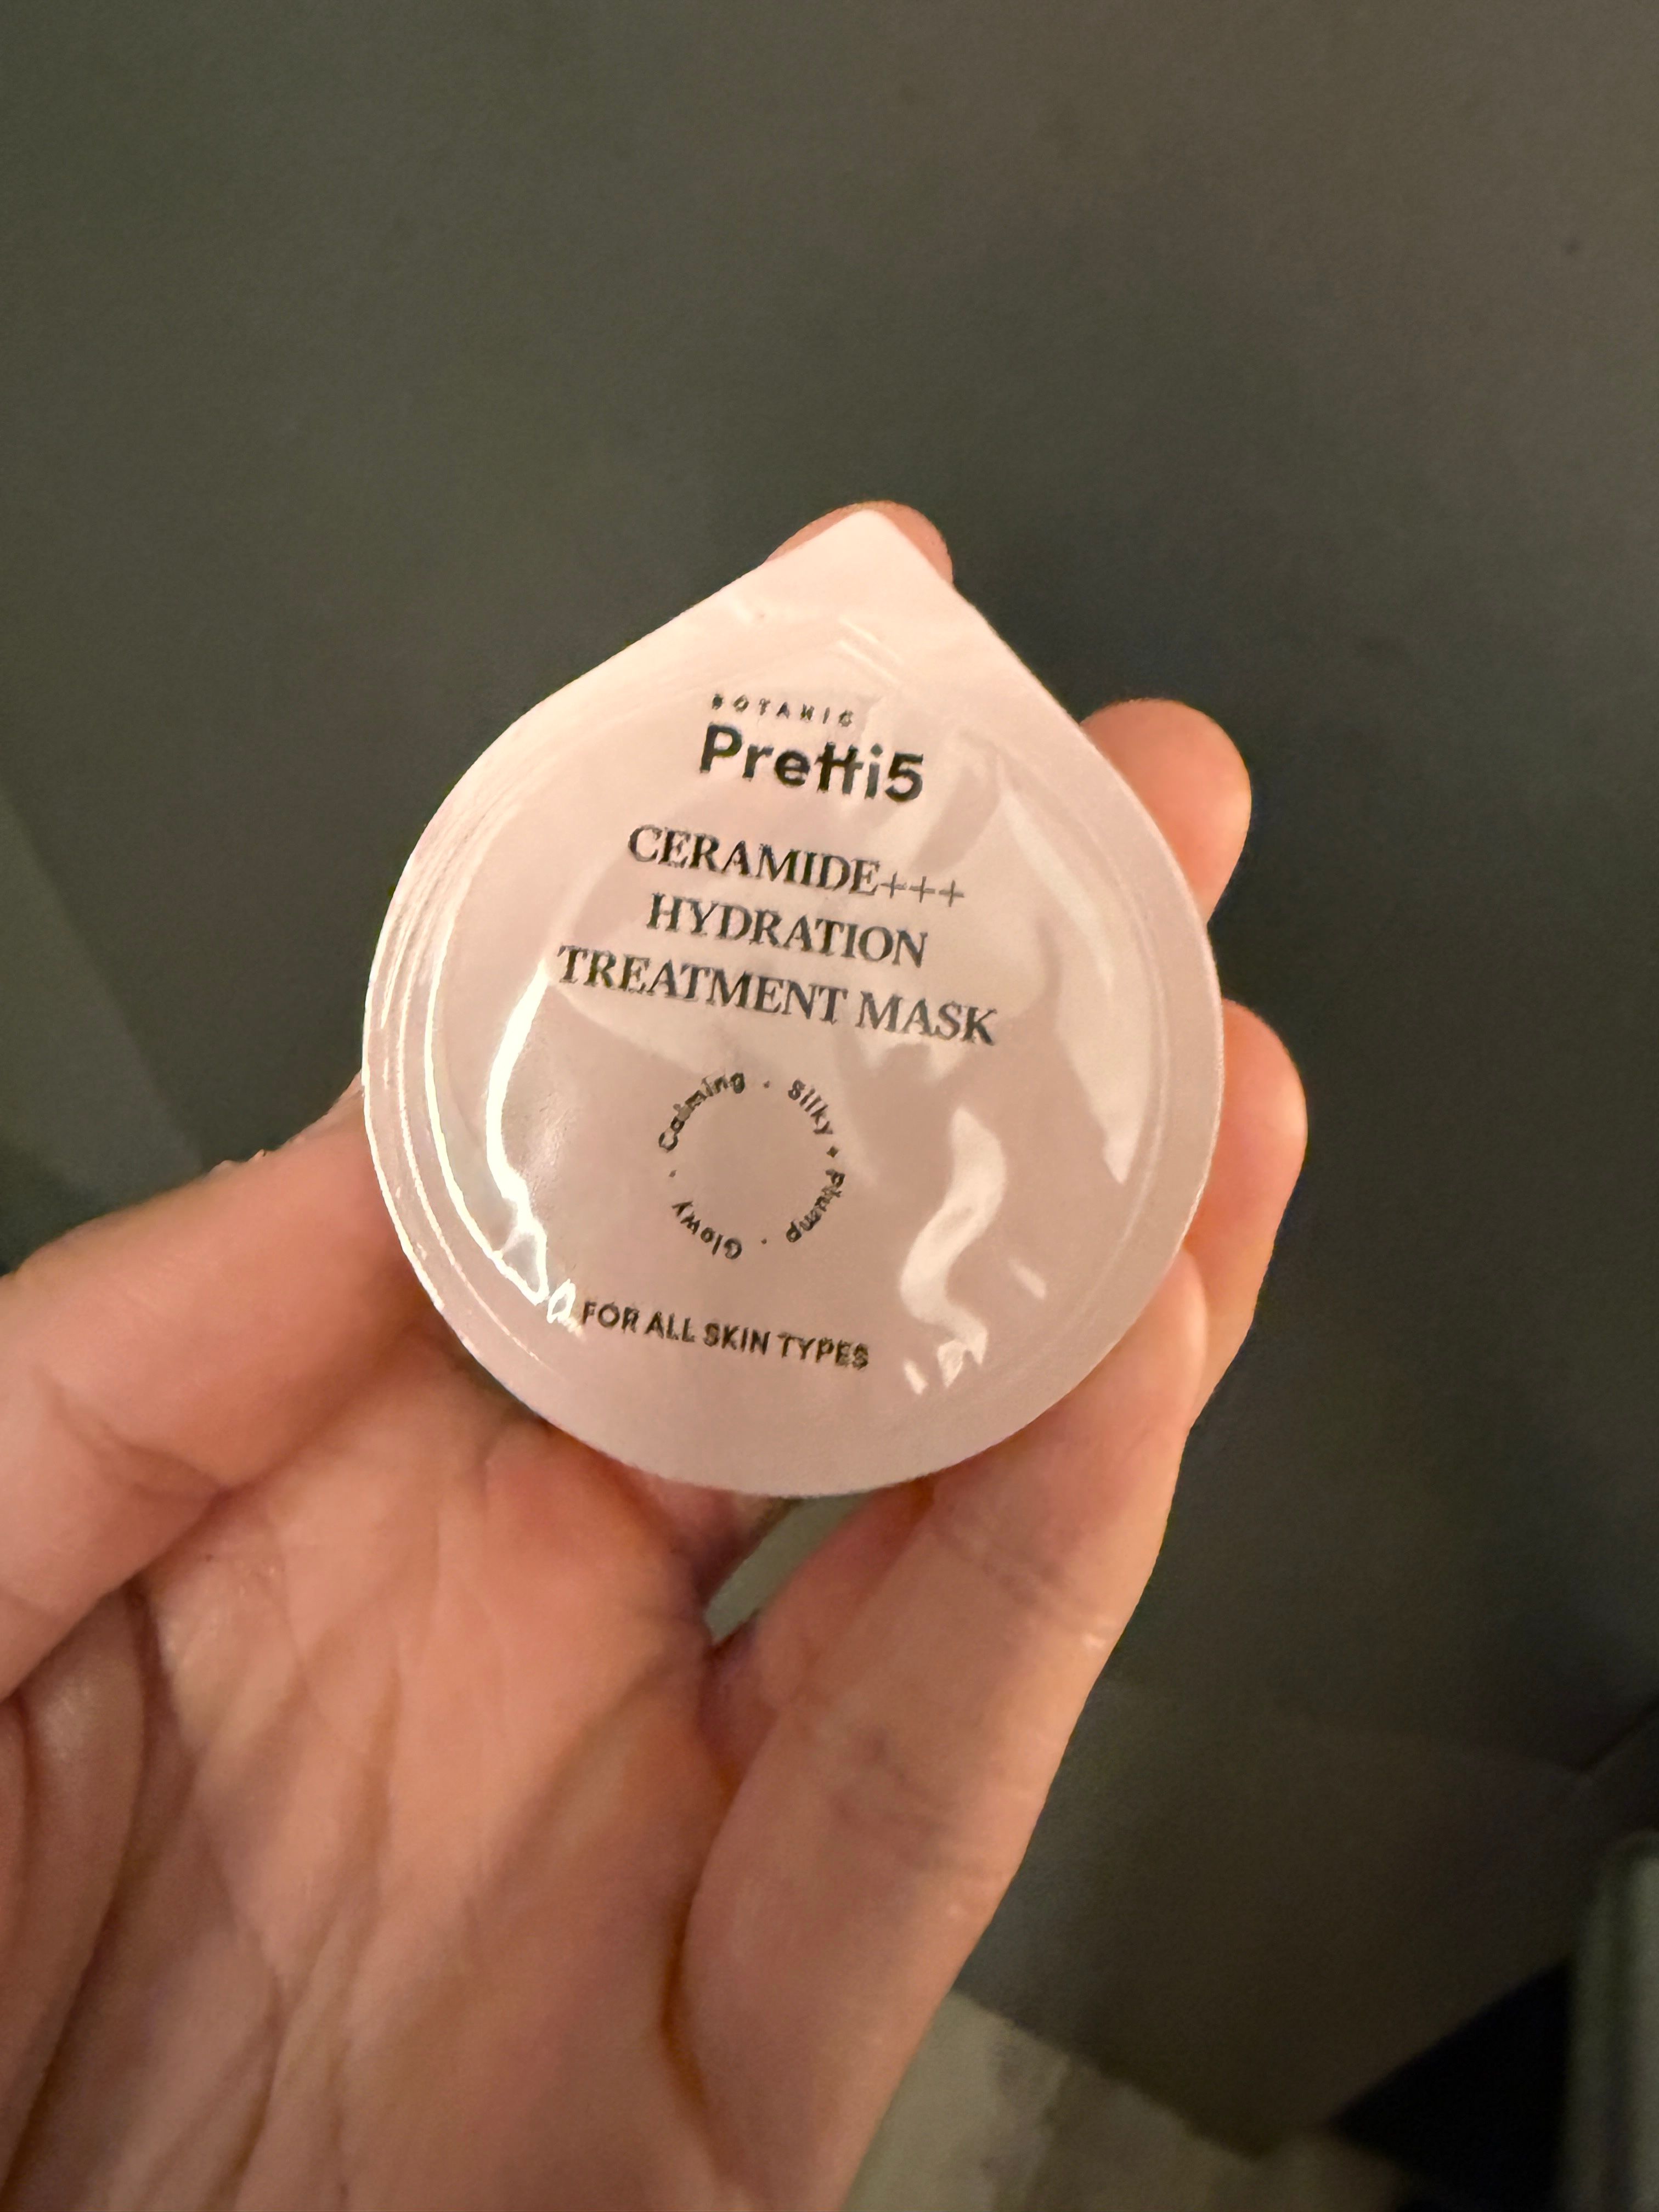 BOTANIC
Pretti5
CERAMIDE+++
HYDRATION
TREATMENT MASK
Calming · Silky · Plump · Glowy ·
FOR ALL SKIN TYPES